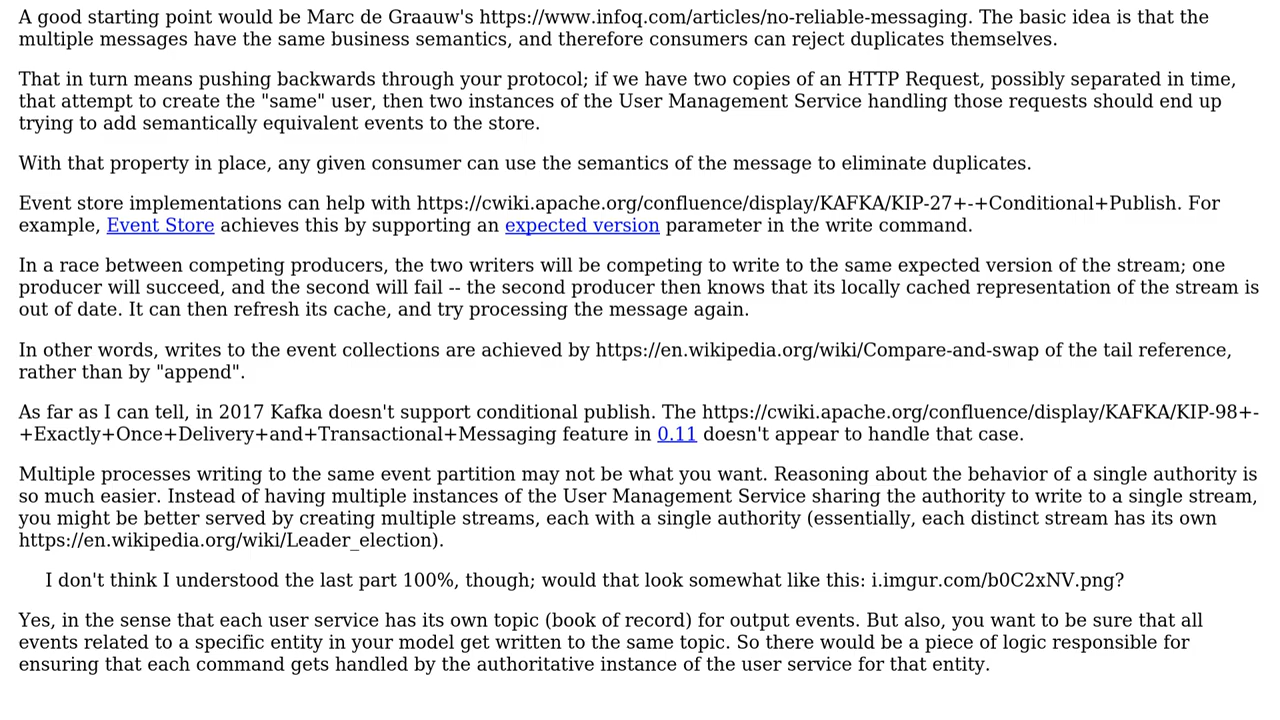 A good starting point would be Marc de Graauw's https://www.infoq.com/articles/no-reliable-messaging. The basic idea is that the
multiple messages have the same business semantics, and therefore consumers can reject duplicates themselves.
That in turn means pushing backwards through your protocol; if we have two copies of an HTTP Request, possibly separated in time,
that attempt to create the "same" user, then two instances of the User Management Service handling those requests should end up
trying to add semantically equivalent events to the store.
With that property in place, any given consumer can use the semantics of the message to eliminate duplicates.
Event store implementations can help with https://cwiki.apache.org/confluence/display/KAFKA/KIP-27+-+Conditional+Publish. For
example, Event Store achieves this by supporting an expected version parameter in the write command.
In a race between competing producers, the two writers will be competing to write to the same expected version of the stream; one
producer will succeed, and the second will fail -- the second producer then knows that its locally cached representation of the stream is
out of date. It can then refresh its cache, and try processing the message again.
In other words, writes to the event collections are achieved by https://en.wikipedia.org/wiki/Compare-and-swap of the tail reference,
rather than by "append".
As far as I can tell, in 2017 Kafka doesn't support conditional publish. The https://cwiki.apache.org/confluence/display/KAFKA/KIP-98+-
+Exactly+Once+Delivery+and+Transactional+Messaging feature in 0.11 doesn't appear to handle that case.
Multiple processes writing to the same event partition may not be what you want. Reasoning about the behavior of a single authority is
so much easier. Instead of having multiple instances of the User Management Service sharing the authority to write to a single stream,
you might be better served by creating multiple streams, each with a single authority (essentially, each distinct stream has its own
https://en.wikipedia.org/wiki/Leader_election).
I don't think I understood the last part 100%, though; would that look somewhat like this: i.imgur.com/b0C2xNV.png?
Yes, in the sense that each user service has its own topic (book of record) for output events. But also, you want to be sure that all
events related to a specific entity in your model get written to the same topic. So there would be a piece of logic responsible for
ensuring that each command gets handled by the authoritative instance of the user service for that entity.